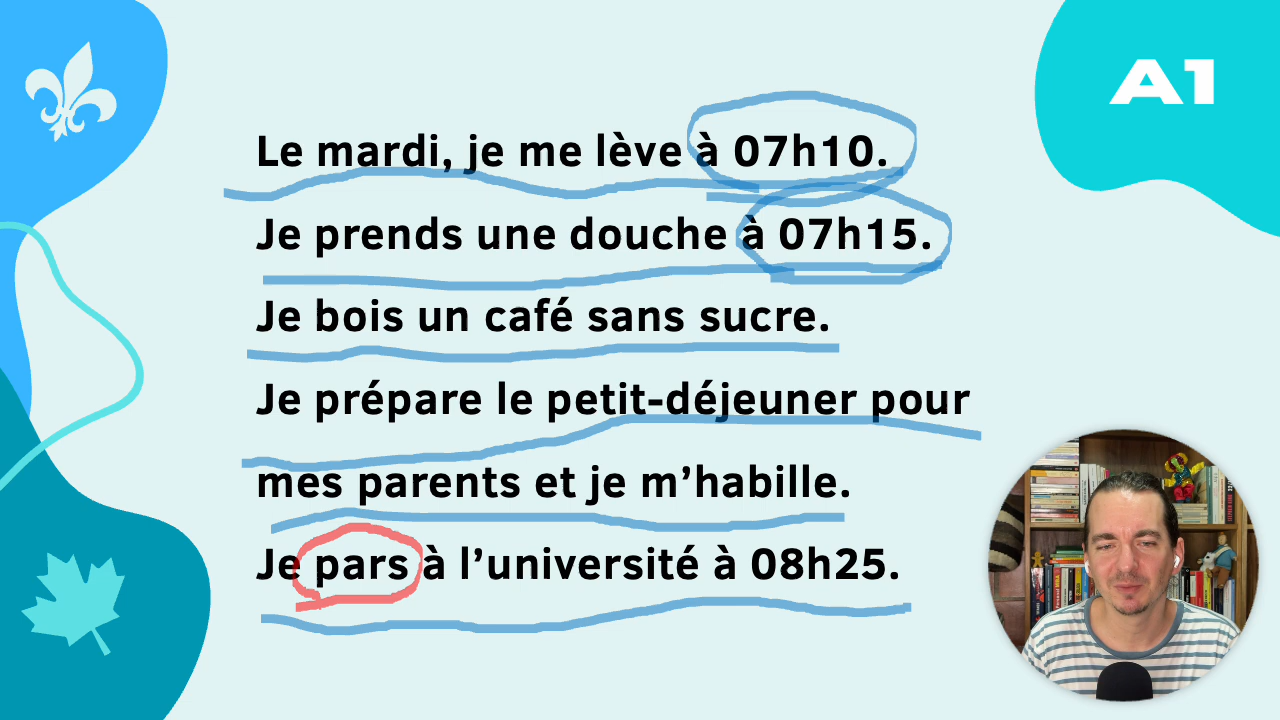 A1
Le mardi, je me lève à 07h10.
Je prends une douche à 07h15.
Je bois un café sans sucre.
Je prépare le petit-déjeuner pour
mes parents et je m’habille.
Je pars à l’université à 08h25.